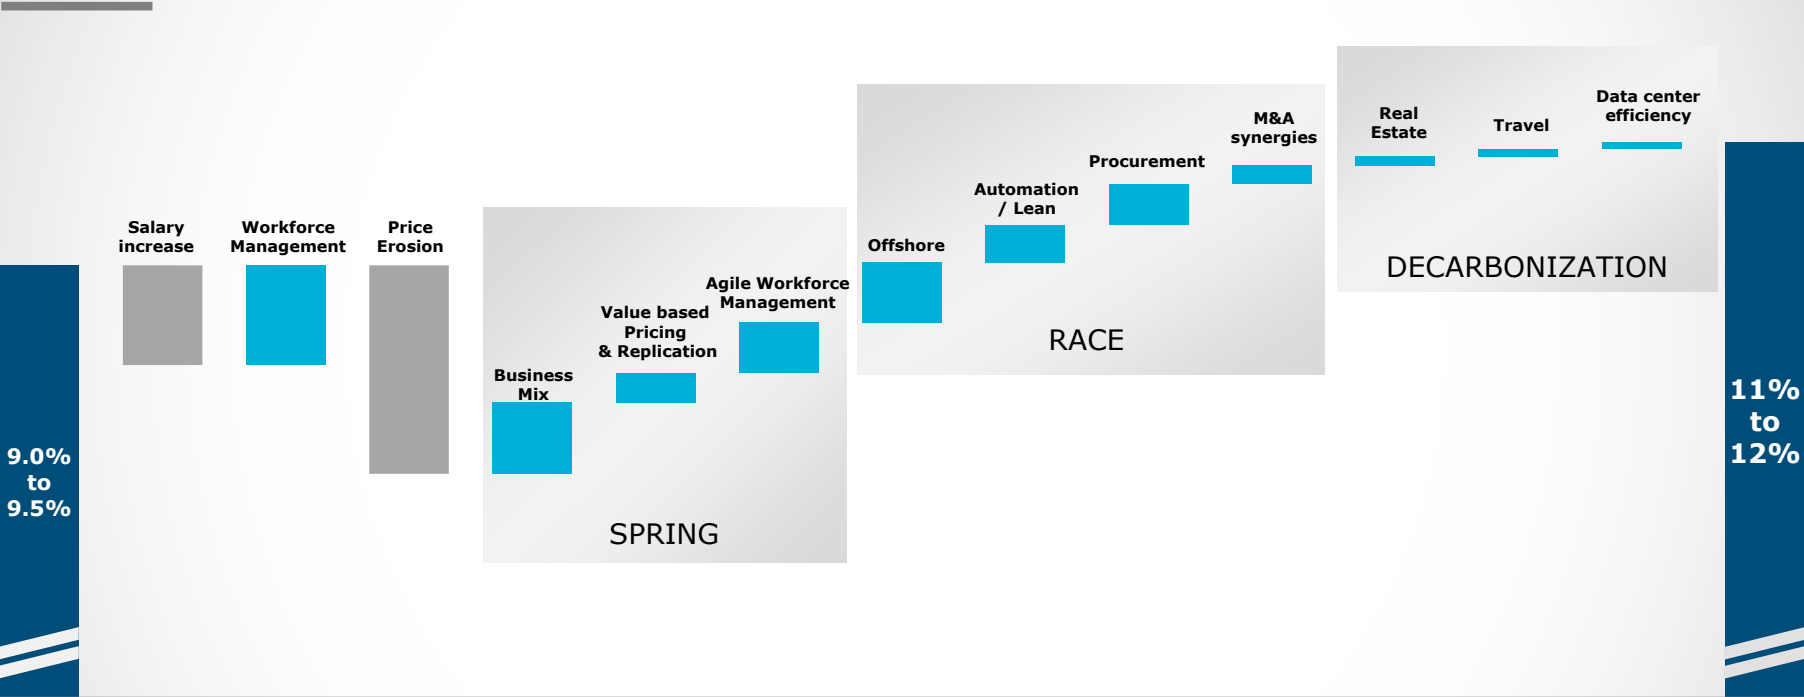 9.0%
to
9.5%
Salary
increase
Workforce
Management
Price
Erosion
Business
Mix
Value based
Pricing
& Replication
Agile Workforce
Management
SPRING
Offshore
Automation
/ Lean
Procurement
M&A
synergies
RACE
Real
Estate
Travel
Data center
efficiency
DECARBONIZATION
11%
to
12%